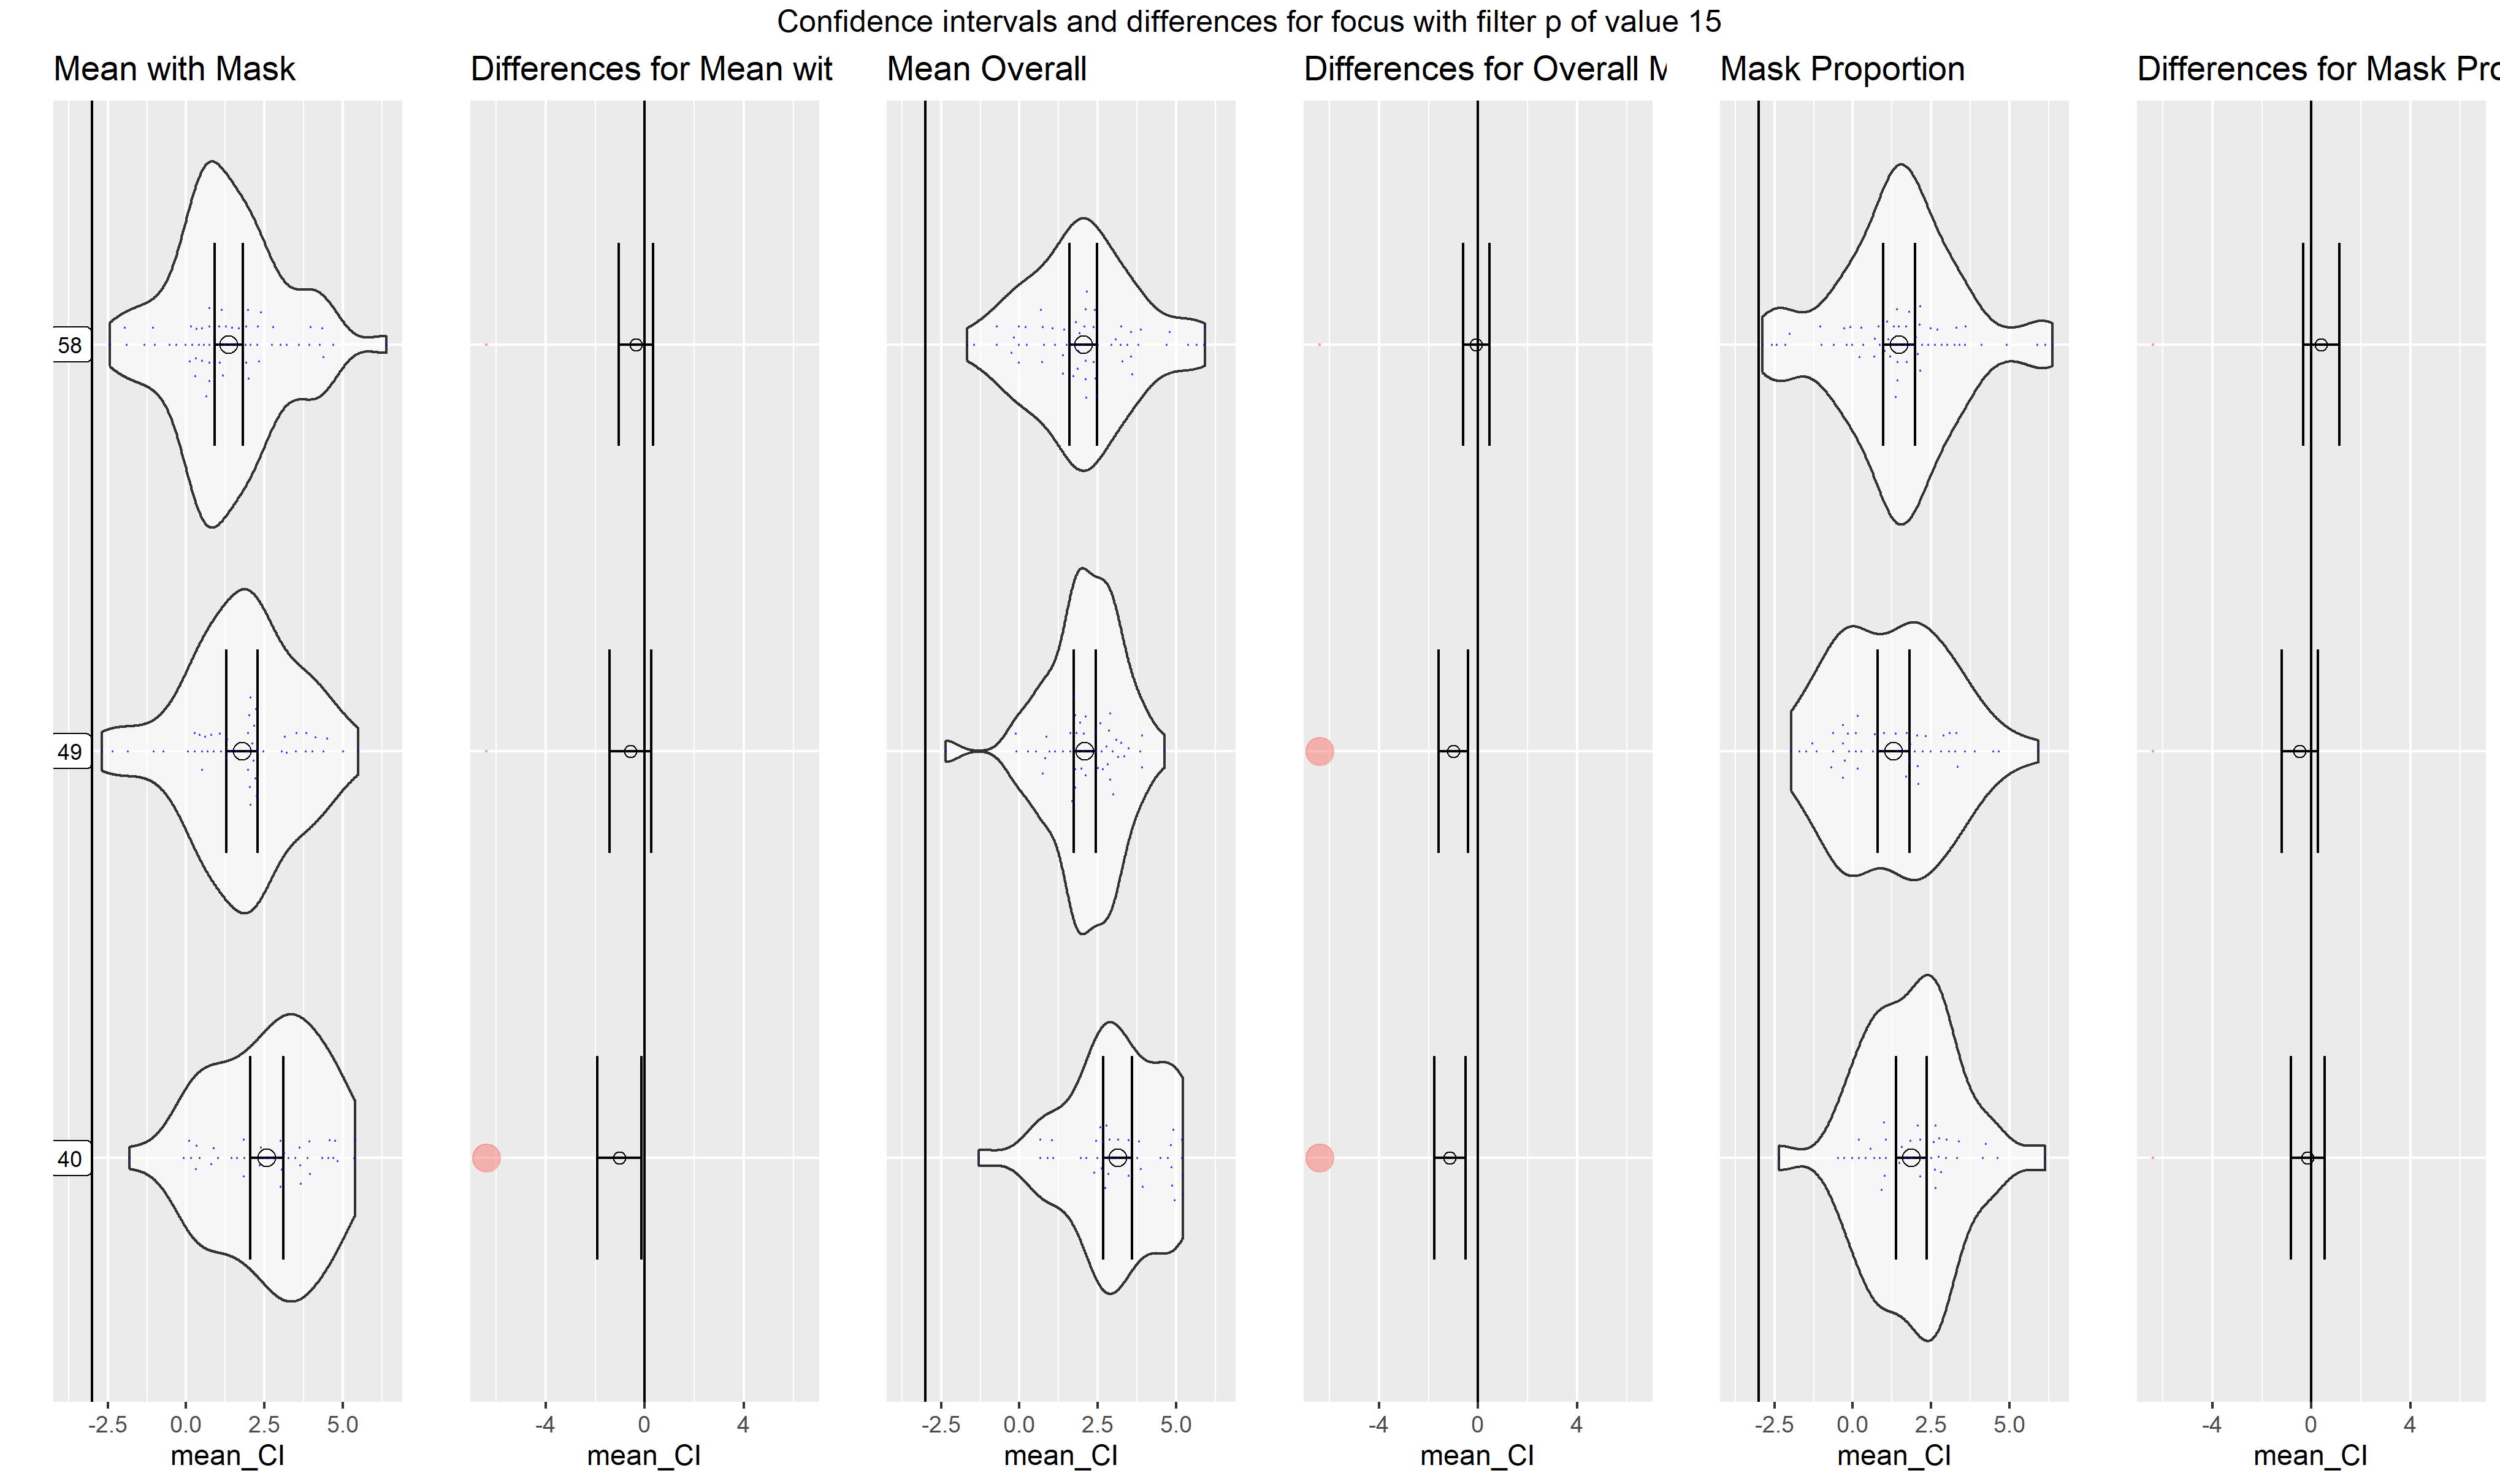 Confidence intervals and differences for focus with filter p of value 15
Mean with Mask
Differences for Mean wit
Mean Overall
Differences for Overall M
Mask Proportion
Differences for Mask Pro
58
49
40
-2.5 0.0 2.5 5.0
-4 0 4
-2.5 0.0 2.5 5.0
-4 0 4
-2.5 0.0 2.5 5.0
-4 0 4
mean_CI
mean_CI
mean_CI
mean_CI
mean_CI
mean_CI